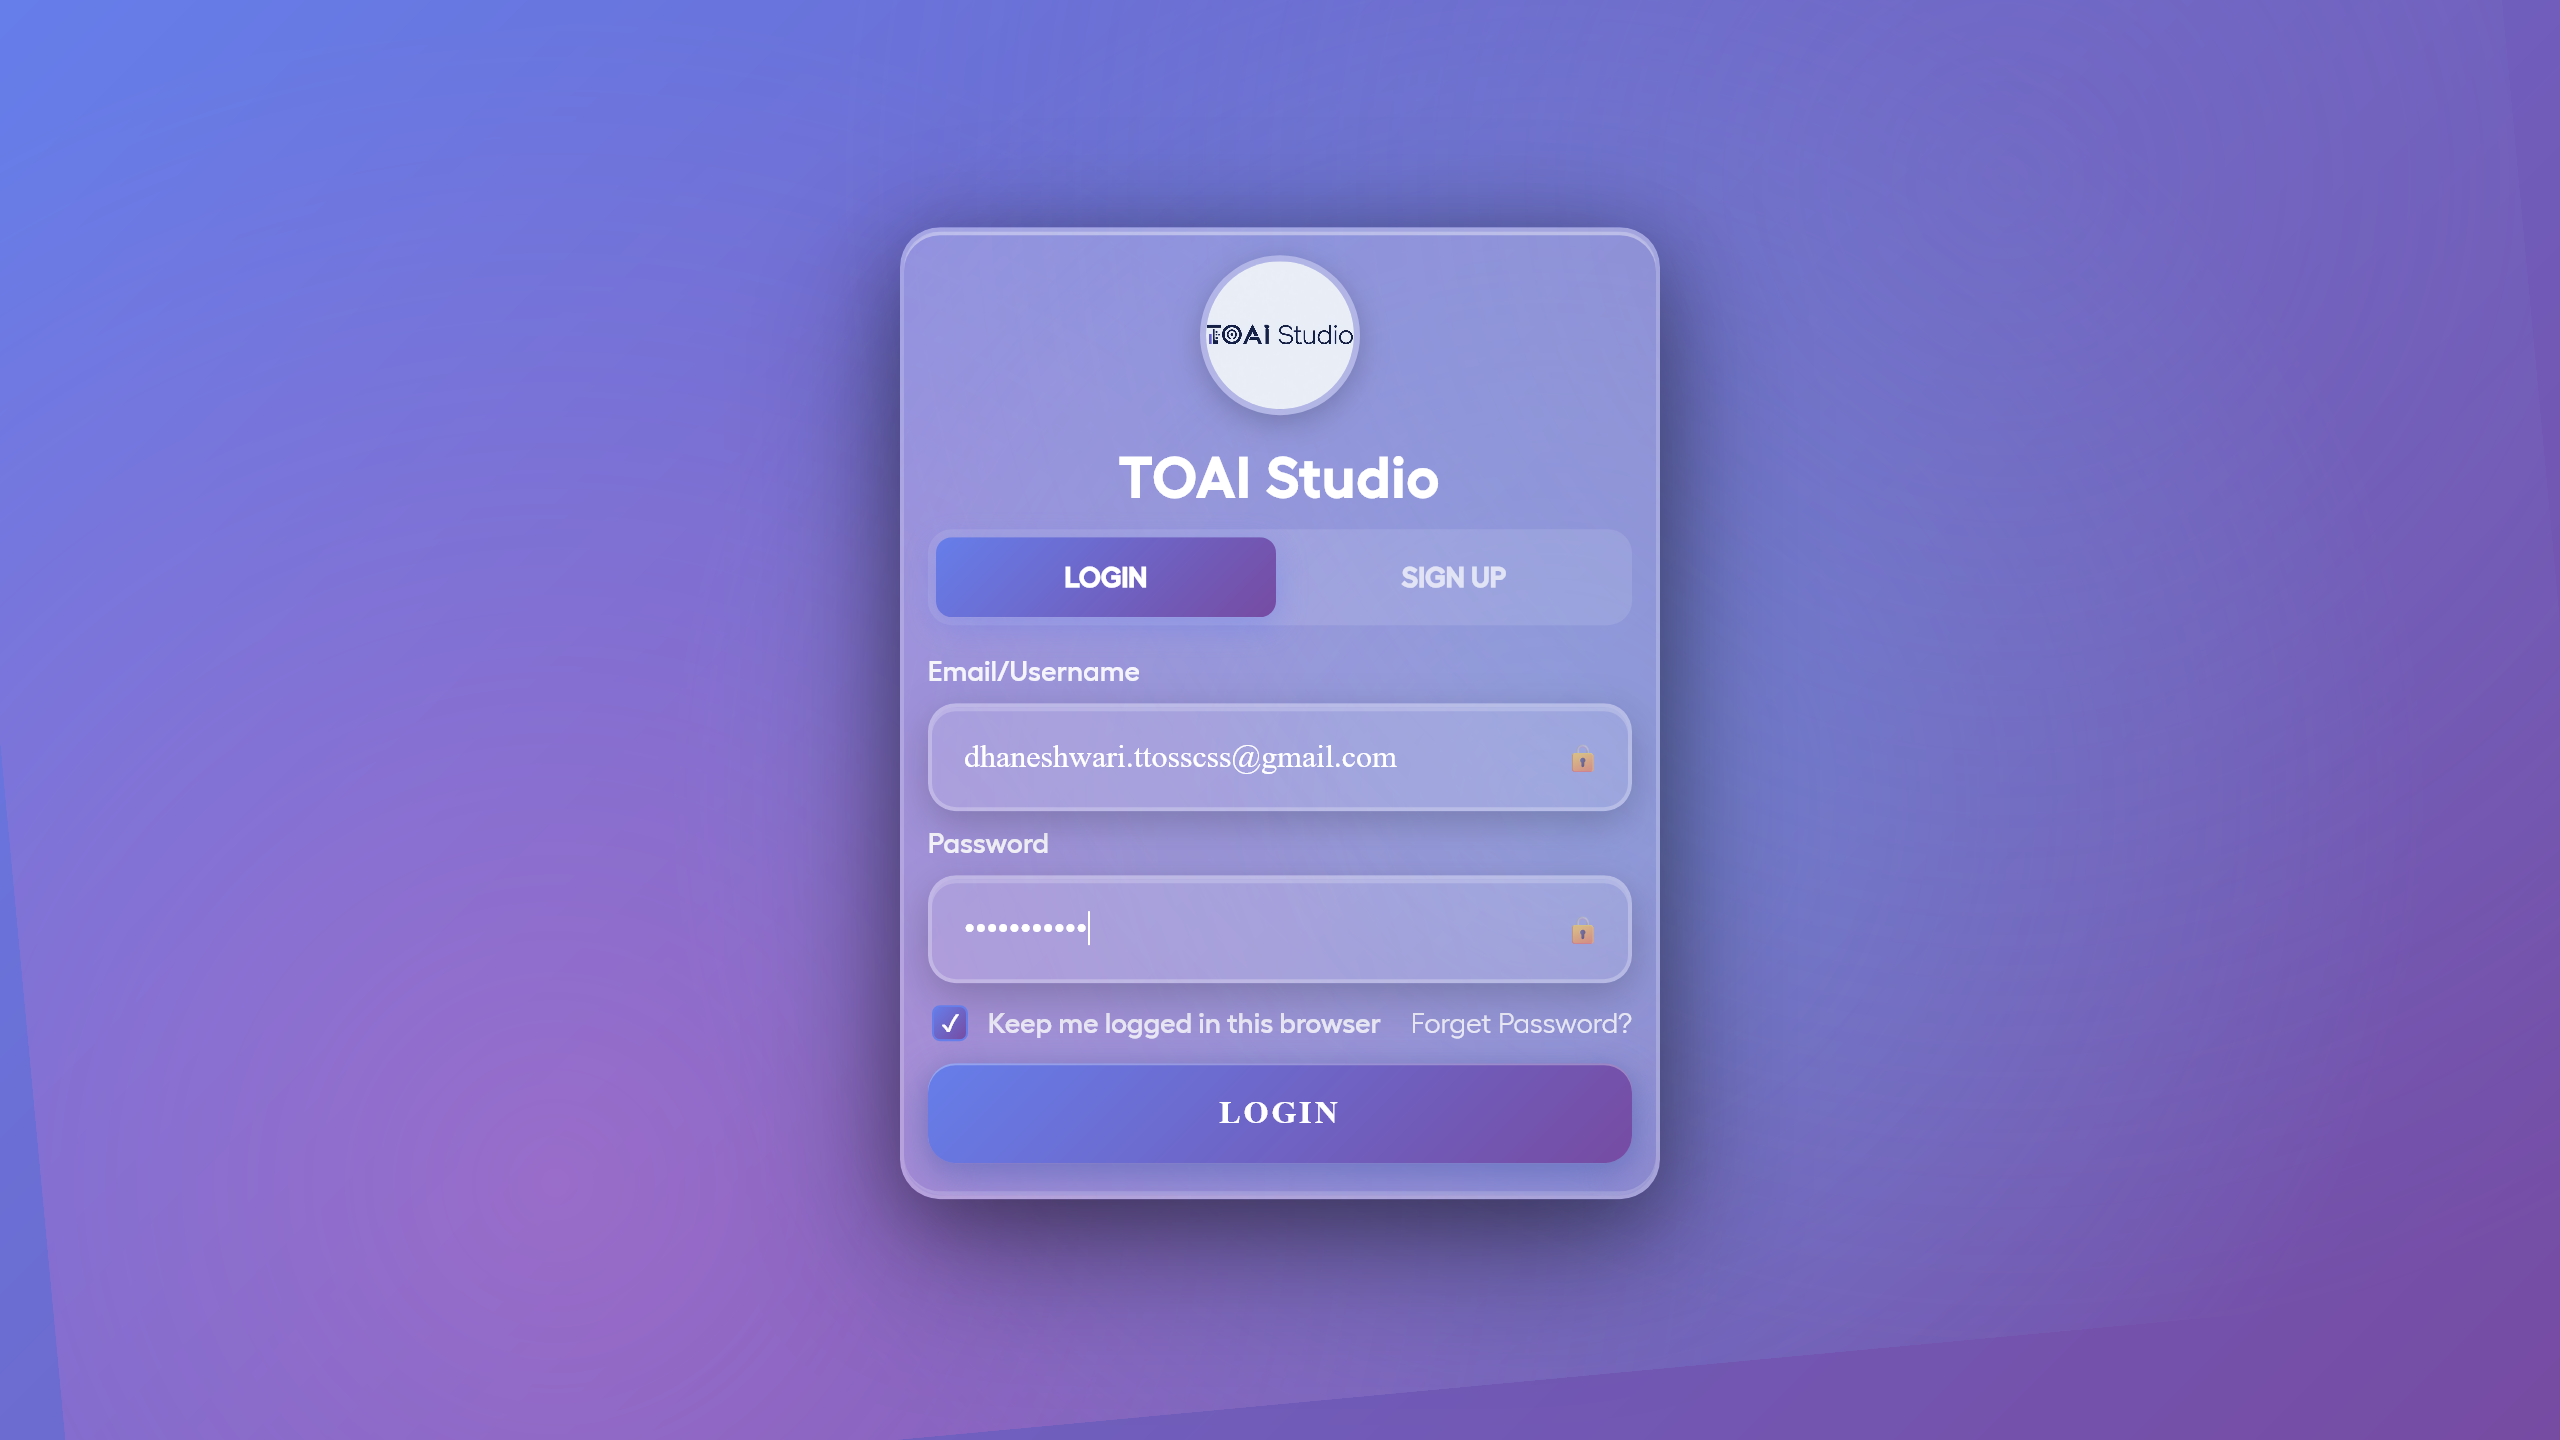 TOAI Studio
TOAI Studio
LOGIN
SIGN UP
Email/Username
dhaneshwari.ttosscss@gmail.com
Password
•••••••••••
Keep me logged in this browser
Forget Password?
LOGIN